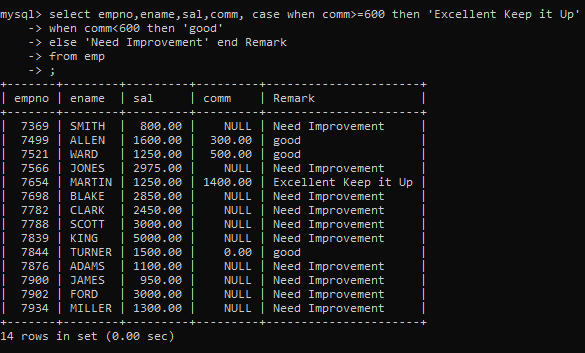 mysql> select empno,ename,sal,comm, case when comm>=600 then 'Excellent Keep it Up'
    -> when comm<600 then 'good'
    -> else 'Need Improvement' end Remark
    -> from emp
    -> ;
+-------+--------+---------+---------+----------------------+
| empno | ename  | sal     | comm    | Remark               |
+-------+--------+---------+---------+----------------------+
|  7369 | SMITH  |  800.00 |    NULL | Need Improvement     |
|  7499 | ALLEN  | 1600.00 |  300.00 | good                 |
|  7521 | WARD   | 1250.00 |  500.00 | good                 |
|  7566 | JONES  | 2975.00 |    NULL | Need Improvement     |
|  7654 | MARTIN | 1250.00 | 1400.00 | Excellent Keep it Up |
|  7698 | BLAKE  | 2850.00 |    NULL | Need Improvement     |
|  7782 | CLARK  | 2450.00 |    NULL | Need Improvement     |
|  7788 | SCOTT  | 3000.00 |    NULL | Need Improvement     |
|  7839 | KING   | 5000.00 |    NULL | Need Improvement     |
|  7844 | TURNER | 1500.00 |    0.00 | good                 |
|  7876 | ADAMS  | 1100.00 |    NULL | Need Improvement     |
|  7900 | JAMES  |  950.00 |    NULL | Need Improvement     |
|  7902 | FORD   | 3000.00 |    NULL | Need Improvement     |
|  7934 | MILLER | 1300.00 |    NULL | Need Improvement     |
+-------+--------+---------+---------+----------------------+
14 rows in set (0.00 sec)